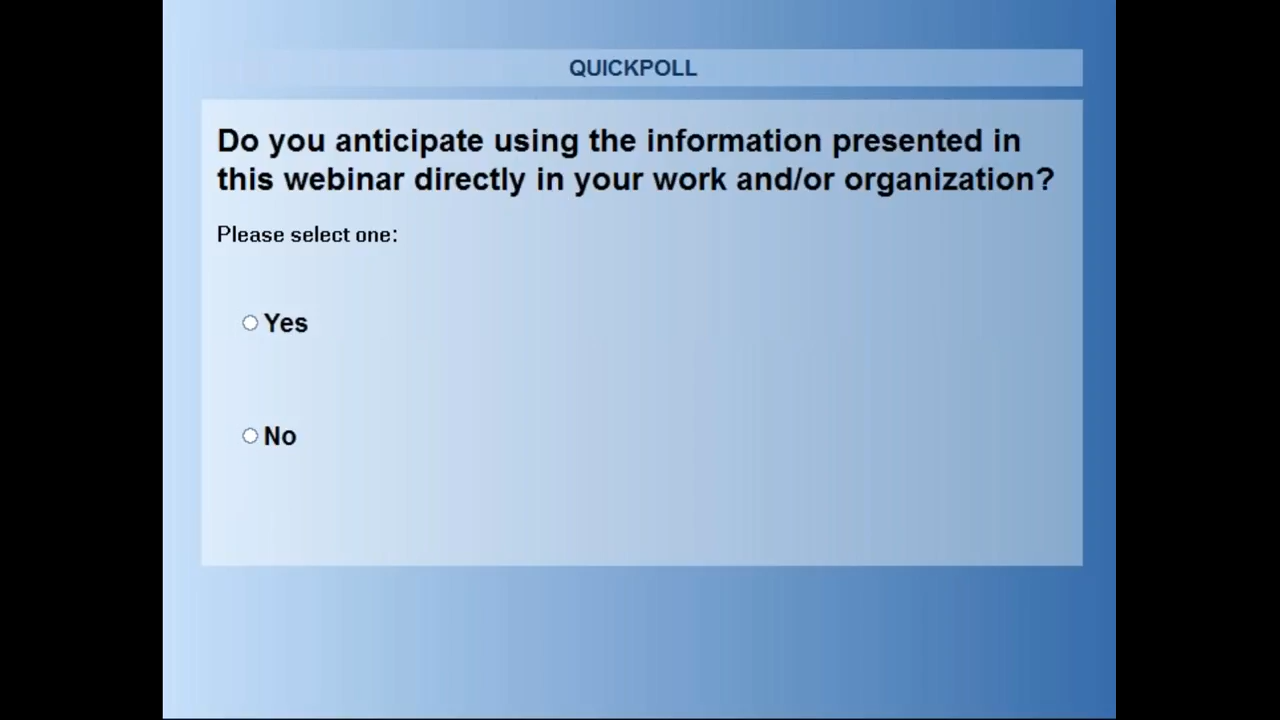 QUICKPOLL
Do you anticipate using the information presented in
this webinar directly in your work and/or organization?
Please select one:
Yes
No